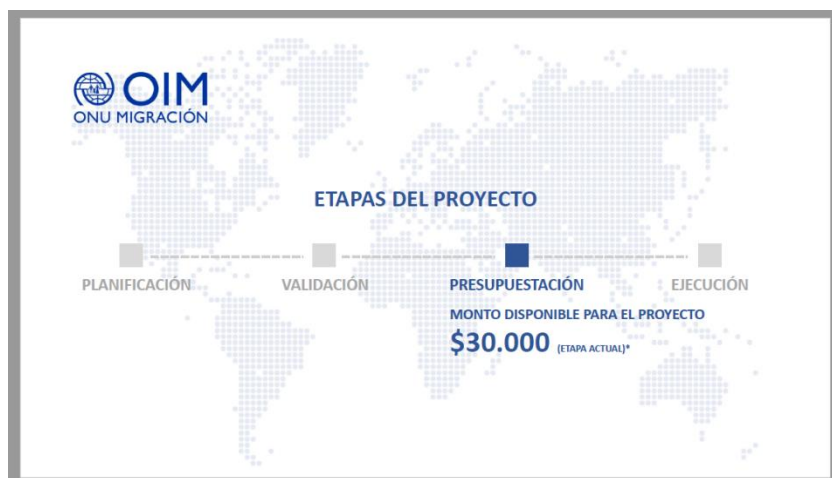 OIM
ONU MIGRACIÓN
ETAPAS DEL PROYECTO
PLANIFICACIÓN
VALIDACIÓN
PRESUPUESTACIÓN
EJECUCIÓN
MONTO DISPONIBLE PARA EL PROYECTO
$30.000 (ETAPA ACTUAL)*